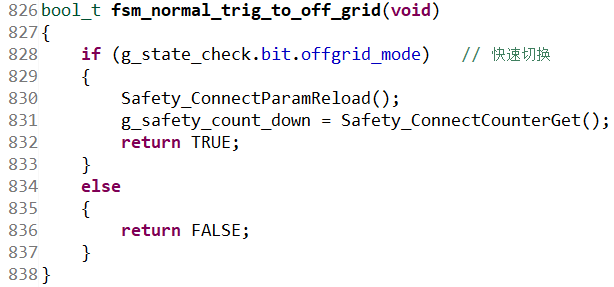 826 bool_t fsm_normal_trig_to_off_grid(void)
827 {
828     if (g_state_check.bit.offgrid_mode)   // 快速切换
829     {
830         Safety_ConnectParamReload();
831         g_safety_count_down = Safety_ConnectCounterGet();
832         return TRUE;
833     }
834     else
835     {
836         return FALSE;
837     }
838 }